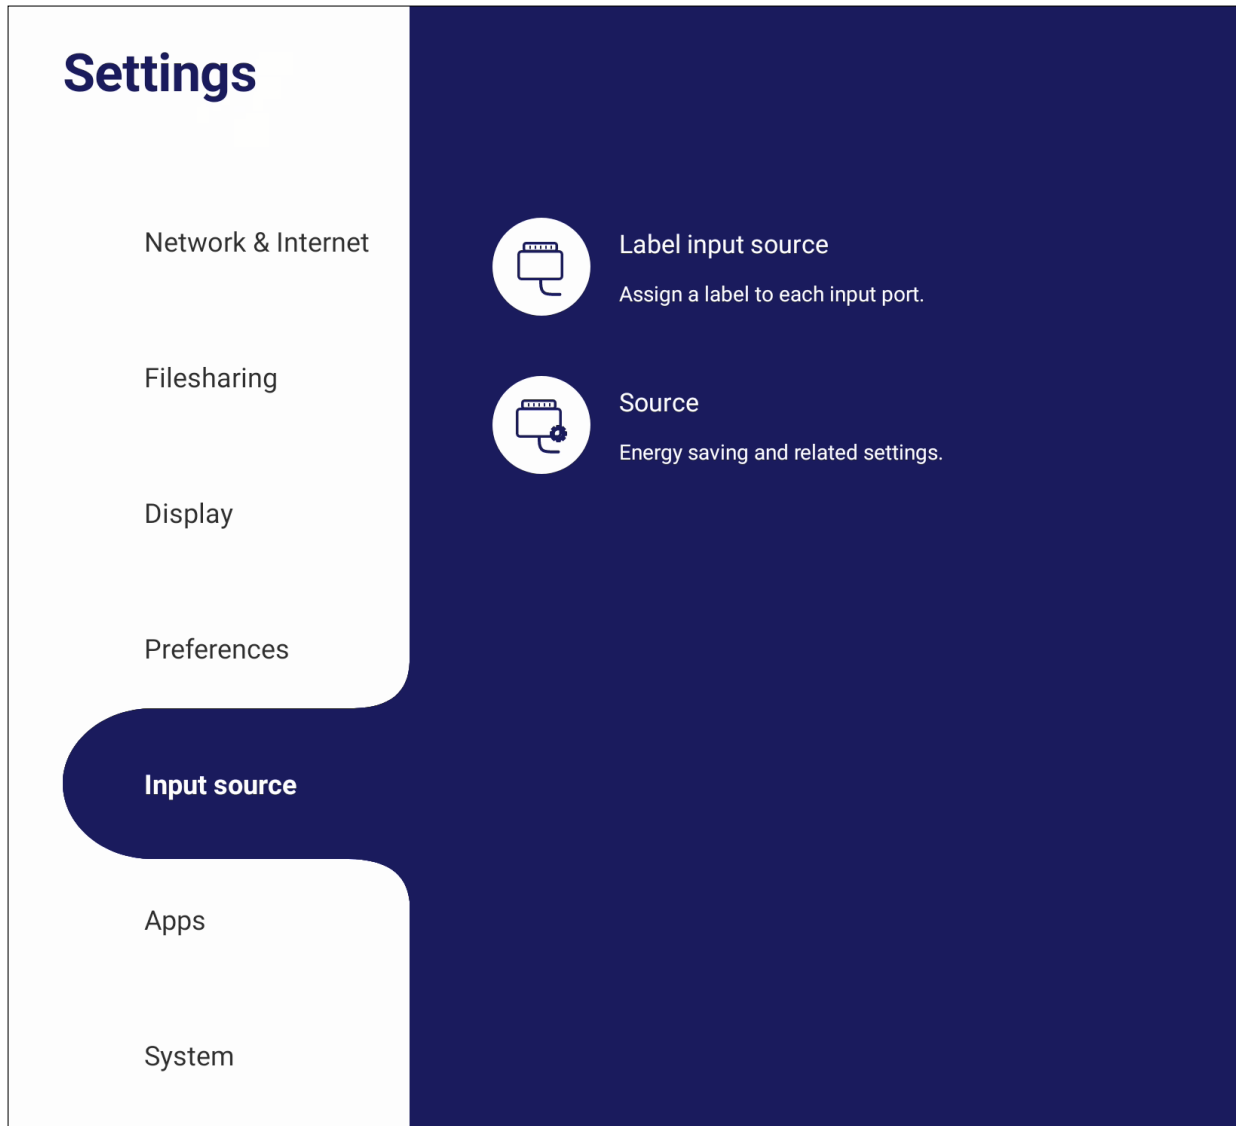 Settings
Network & Internet
Filesharing
Display
Preferences
Input source
Apps
System
Label input source
Assign a label to each input port.
Source
Energy saving and related settings.